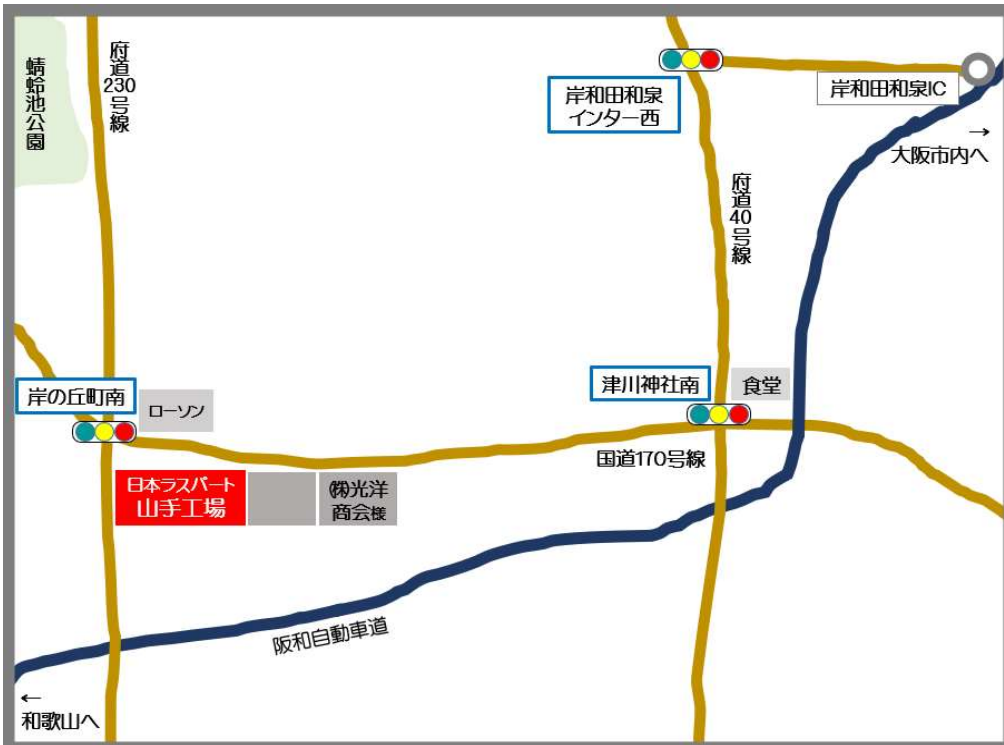 蜻蛉池公園
府道230号線
岸和田和泉
インター西
岸和田和泉IC
→
大阪市内へ
府道40号線
岸の丘町南
ローソン
津川神社南
食堂
国道170号線
日本ラスパート
山手工場
㈱光洋
商会様
阪和自動車道
←
和歌山へ